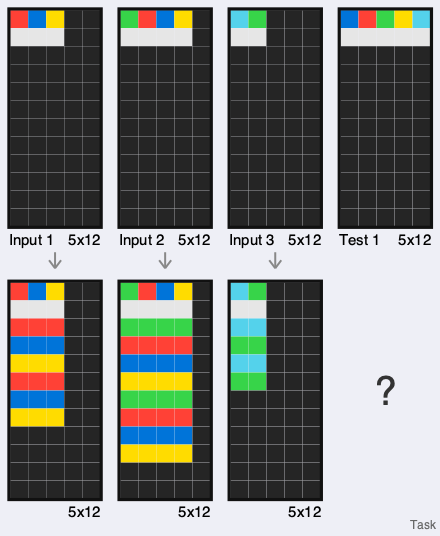 Input 1 5x12
Input 2 5x12
Input 3 5x12
Test 1 5x12
?
5x12
5x12
5x12
Task